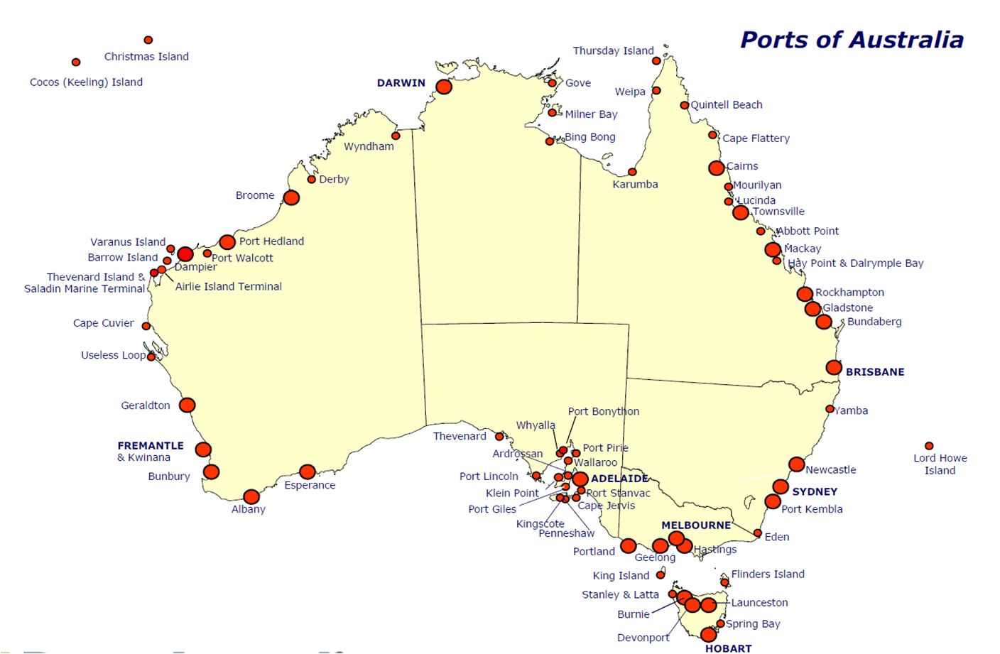 Ports of Australia
Christmas Island
Cocos (Keeling) Island
Thursday Island
DARWIN
Gove
Weipa
Quintell Beach
Milner Bay
Bing Bong
Cape Flattery
Wyndham
Cairns
Derby
Karumba
Mourilyan
Broome
Lucinda
Townsville
Abbott Point
Varanus Island
Port Hedland
Mackay
Barrow Island
Port Walcott
Dampier
Hay Point & Dalrymple Bay
Thevenard Island &
Saladin Marine Terminal
Airlie Island Terminal
Rockhampton
Gladstone
Cape Cuvier
Bundaberg
Useless Loop
BRISBANE
Geraldton
Port Bonython
Yamba
Whyalla
Thevenard
FREMANTLE
& Kwinana
Port Pirie
Ardrossan
Wallaroo
Lord Howe
Island
Newcastle
Bunbury
Port Lincoln
ADELAIDE
Esperance
Klein Point
Port Stanvac
SYDNEY
Albany
Port Giles
Cape Jervis
Port Kembla
Kingscote
MELBOURNE
Penneshaw
Eden
Portland
Hastings
Geelong
King Island
Flinders Island
Stanley & Latta
Launceston
Burnie
Spring Bay
Devonport
HOBART